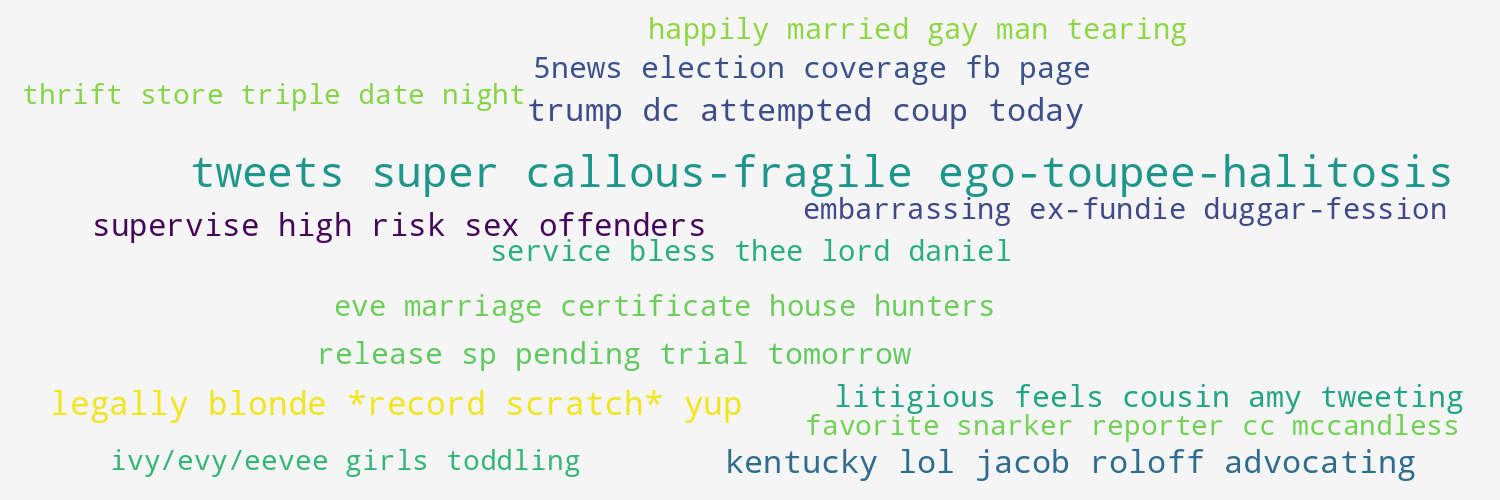 happily married gay man tearing
5news election coverage fb page
thrift store triple date night
trump dc attempted coup today
tweets super callous-fragile ego-toupee-halitosis
embarrassing ex-fundie duggar-fession
supervise high risk sex offenders
service bless thee lord daniel
eve marriage certificate house hunters
release sp pending trial tomorrow
legally blonde *record scratch* yup
litigious feels cousin amy tweeting
favorite snarker reporter cc mccandless
ivy/evy/eevee girls toddling
kentucky lol jacob roloff advocating